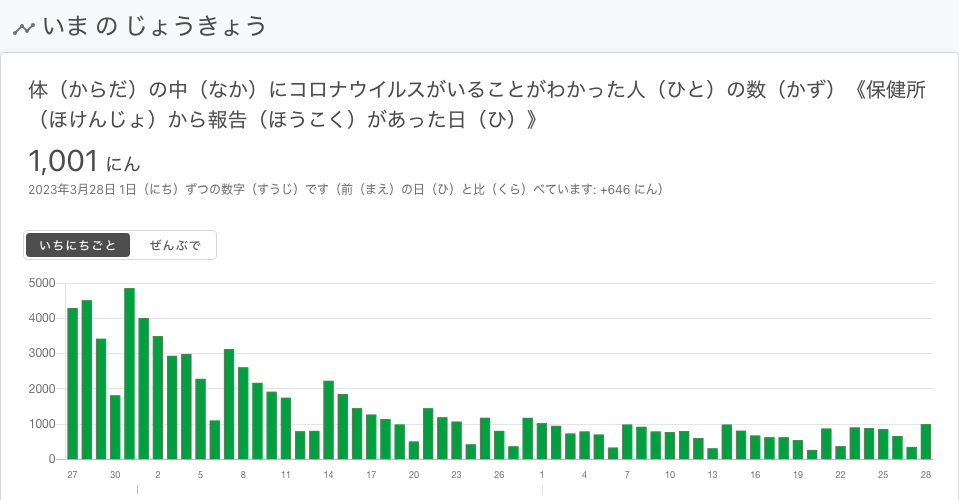 いま の じょうきょう
体（からだ）の中（なか）にコロナウイルスがいることがわかった人（ひと）の数（かず）《保健所
（ほけんじょ）から報告（ほうこく）があった日（ひ）》
1,001 にん
2023年3月28日 1日（にち）ずつの数字（すうじ）です（前（まえ）の日（ひ）と比（くら）べています: +646 にん）
いちにちごと ぜんぶで
5000
4000
3000
2000
1000
0
27 30 2 5 8 11 14 17 20 23 26 1 4 7 10 13 16 19 22 25 28